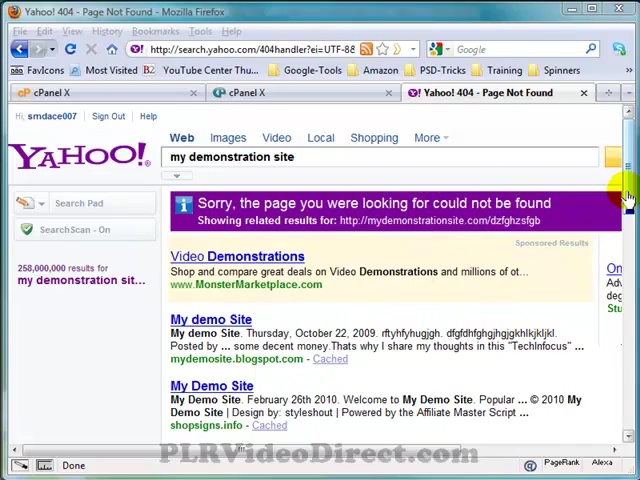 Yahoo! 404 - Page Not Found - Mozilla Firefox
File Edit View History Bookmarks Tools Help
http://search.yahoo.com/404handler?ei=UTF-88
Google
FavIcons Most Visited B2 YouTube Center Thu... Google-Tools Amazon PSD-Tricks Training Spinners
cPanel X
cPanel X
Yahoo! 404 - Page Not Found
Hi, smdace007 Sign Out Help
Web Images Video Local Shopping More
YAHOO!
my demonstration site
Search Pad
SearchScan - On
258,000,000 results for
my demonstration sit...
Sorry, the page you were looking for could not be found
Showing related results for: http://mydemonstrationsite.com/dzfghzsfgb
Sponsored Results
Video Demonstrations
Shop and compare great deals on Video Demonstrations and millions of ot...
www.MonsterMarketplace.com
My demo Site
My demo Site. Thursday, October 22, 2009. rftyhfyhugjgh. dfgfdhfghgjhgjgkhlkjkljkl.
Posted by ... some decent money.Thats why I share my thoughts in this "TechInfocus" ...
mydemosite.blogspot.com - Cached
My Demo Site
My Demo Site. February 26th 2010. Welcome to My Demo Site. Popular ... © 2010 My
Demo Site | Design by: styleshout | Powered by the Affiliate Master Script ...
shopsigns.info - Cached
PLRVideoDirect.com
Done
PageRank
Alexa